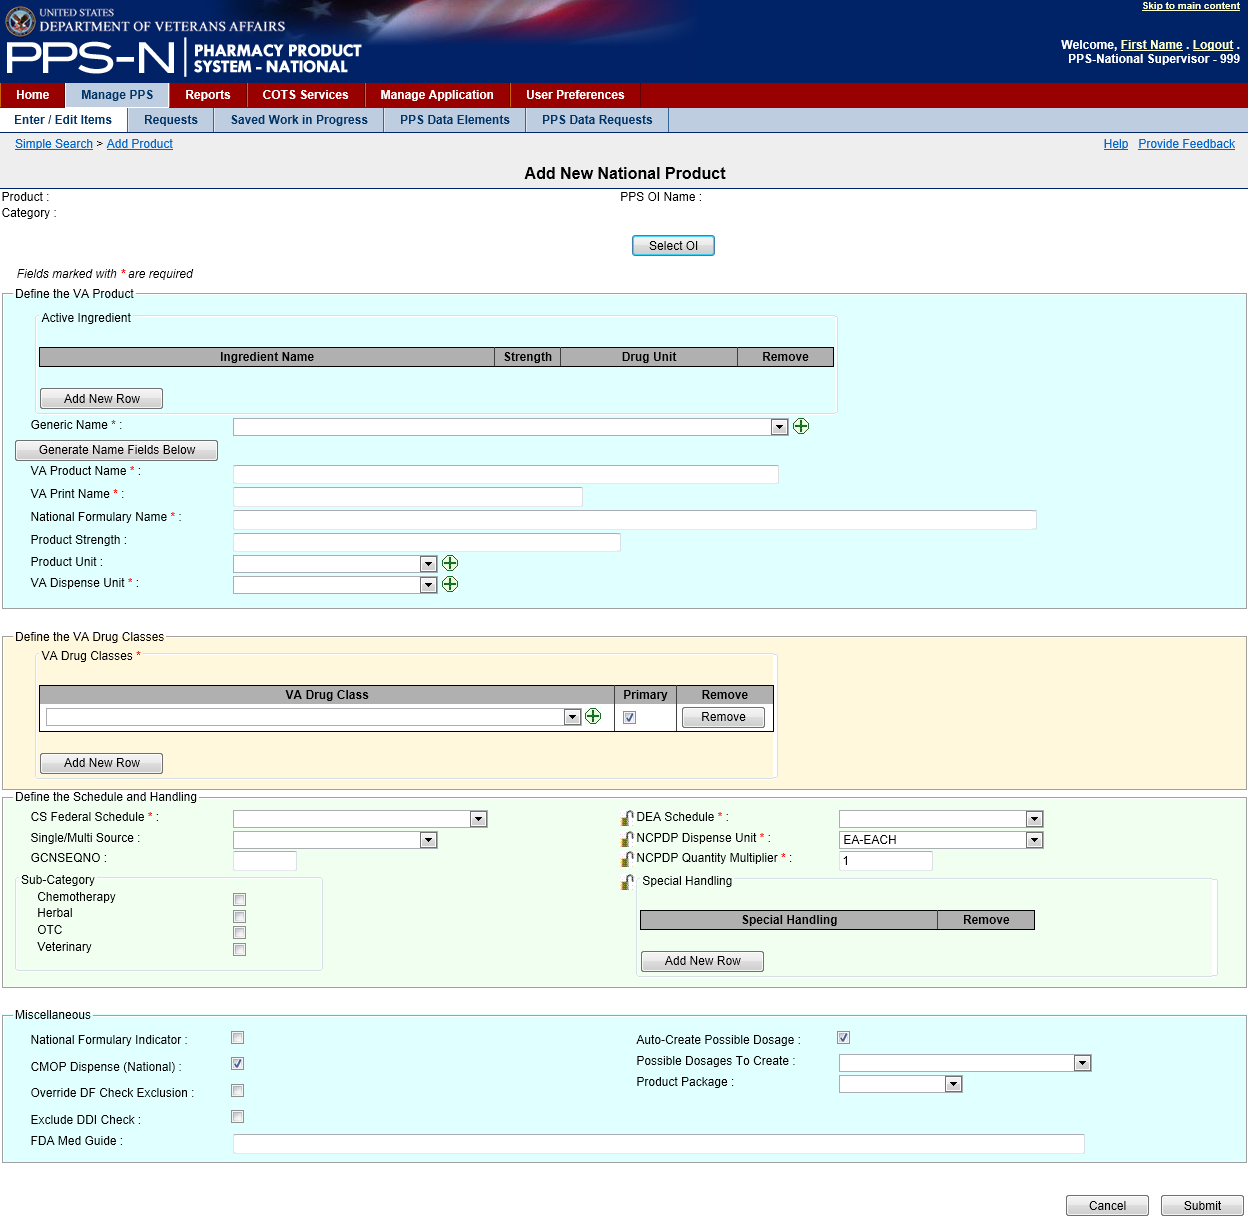 Skip to main content
UNITED STATES
DEPARTMENT OF VETERANS AFFAIRS
PPS-N PHARMACY PRODUCT
SYSTEM - NATIONAL
Welcome, First Name . Logout .
PPS-National Supervisor - 999
Home Manage PPS Reports COTS Services Manage Application User Preferences
Enter / Edit Items Requests Saved Work in Progress PPS Data Elements PPS Data Requests
Simple Search > Add Product Help Provide Feedback
Add New National Product
Product : PPS OI Name :
Category :
Select OI
Fields marked with * are required
Define the VA Product
Active Ingredient
Ingredient Name Strength Drug Unit Remove
Add New Row
Generic Name * :
Generate Name Fields Below
VA Product Name * :
VA Print Name * :
National Formulary Name * :
Product Strength :
Product Unit :
VA Dispense Unit * :
Define the VA Drug Classes
VA Drug Classes *
VA Drug Class Primary Remove
Remove
Add New Row
Define the Schedule and Handling
CS Federal Schedule * : DEA Schedule * :
Single/Multi Source : NCPDP Dispense Unit * : EA-EACH
GCNSEQNO : NCPDP Quantity Multiplier * : 1
Sub-Category Special Handling
Chemotherapy
Herbal
Special Handling Remove
OTC
Veterinary
Add New Row
Miscellaneous
National Formulary Indicator : Auto-Create Possible Dosage :
CMOP Dispense (National) : Possible Dosages To Create :
Override DF Check Exclusion : Product Package :
Exclude DDI Check :
FDA Med Guide :
Cancel Submit